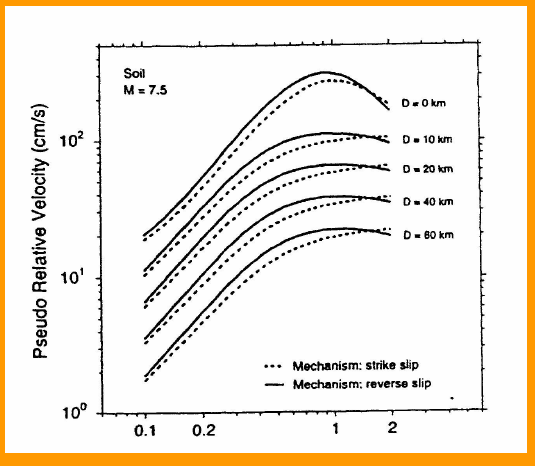 Soil
M = 7.5
Pseudo Relative Velocity (cm/s)
10²
10¹
10⁰
D = 0 km
D = 10 km
D = 20 km
D = 40 km
D = 60 km
Mechanism: strike slip
Mechanism: reverse slip
0.1 0.2 1 2